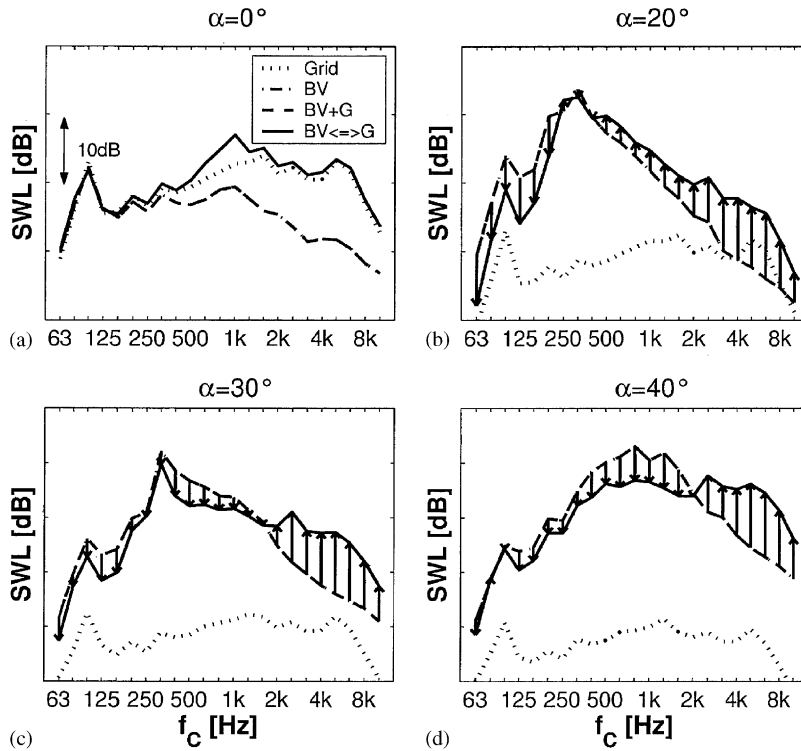 α=0°
α=20°
Grid
BV
BV+G
BV<=>G
10dB
SWL [dB]
SWL [dB]
(a) 63 125 250 500 1k 2k 4k 8k
(b) 63 125 250 500 1k 2k 4k 8k
α=30°
α=40°
SWL [dB]
SWL [dB]
63 125 250 500 1k 2k 4k 8k
63 125 250 500 1k 2k 4k 8k
(c) f_C [Hz]
(d) f_C [Hz]